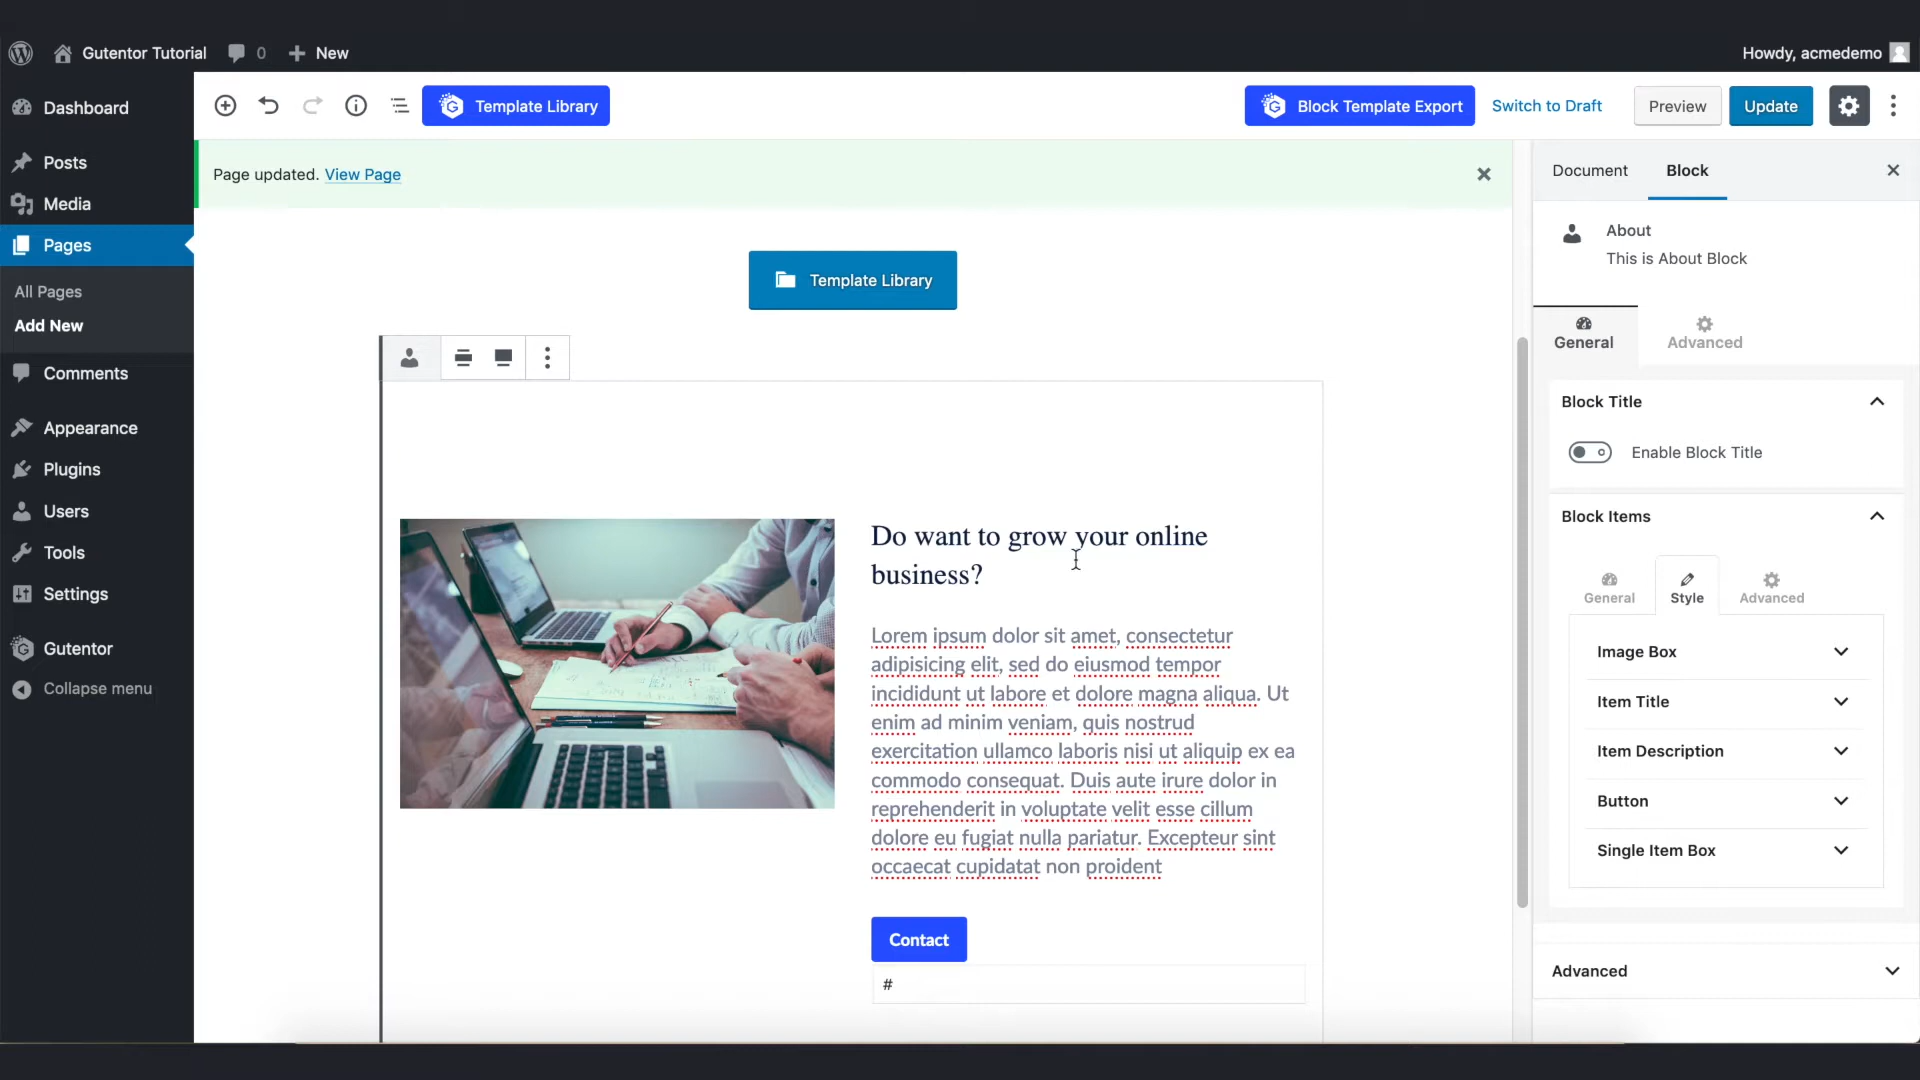 Gutentor Tutorial
0
New
Howdy, acmedemo
Dashboard
Posts
Media
Pages
All Pages
Add New
Comments
Appearance
Plugins
Users
Tools
Settings
Gutentor
Collapse menu
Template Library
Block Template Export
Switch to Draft
Preview
Update
Page updated. View Page
Template Library
Do want to grow your online
business?
Lorem ipsum dolor sit amet, consectetur
adipisicing elit, sed do eiusmod tempor
incididunt ut labore et dolore magna aliqua. Ut
enim ad minim veniam, quis nostrud
exercitation ullamco laboris nisi ut aliquip ex ea
commodo consequat. Duis aute irure dolor in
reprehenderit in voluptate velit esse cillum
dolore eu fugiat nulla pariatur. Excepteur sint
occaecat cupidatat non proident
Contact
#
Document
Block
About
This is About Block
General
Advanced
Block Title
Enable Block Title
Block Items
General
Style
Advanced
Image Box
Item Title
Item Description
Button
Single Item Box
Advanced